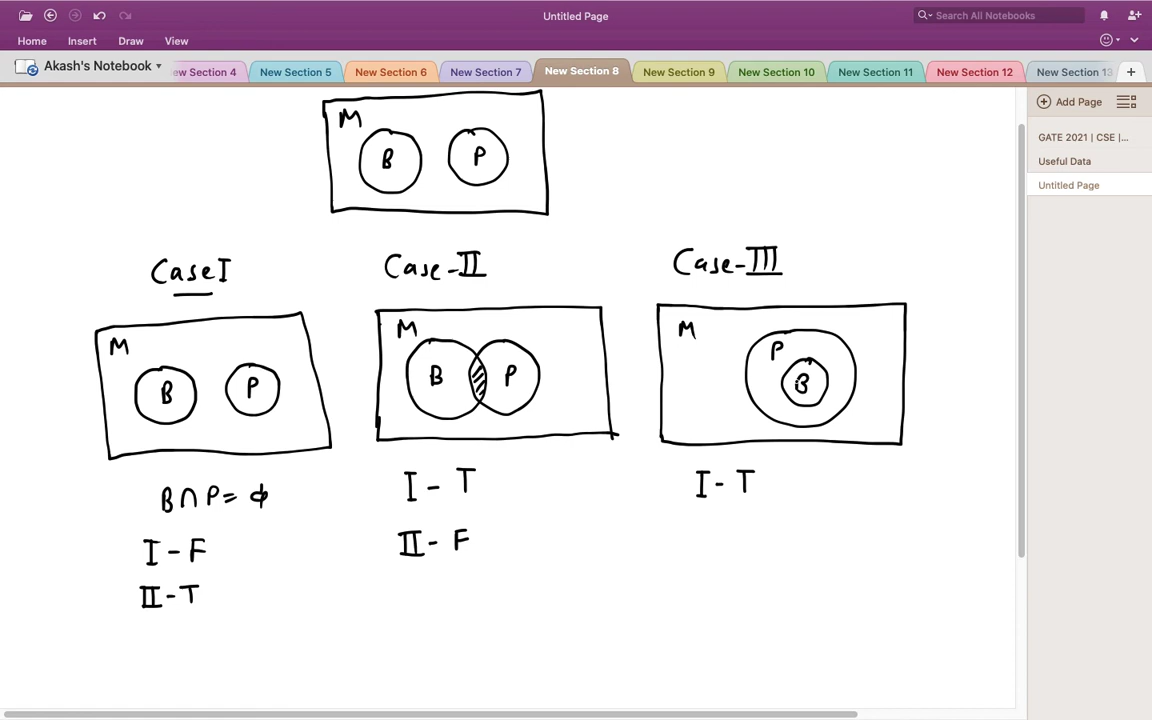 Untitled Page
Search All Notebooks
Home Insert Draw View
Akash's Notebook
ew Section 4 New Section 5 New Section 6 New Section 7 New Section 8 New Section 9 New Section 10 New Section 11 New Section 12 New Section 13
Add Page
GATE 2021 | CSE |...
Useful Data
Untitled Page
M
B P
Case I Case-II Case-III
M M M
B P B P P B
B∩P=ϕ
I-F
II-T
I-T
II-F
I-T